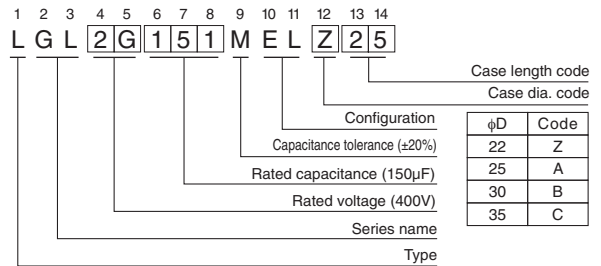 1 2 3 4 5 6 7 8 9 10 11 12 13 14
L G L 2 G 1 5 1 M E L Z 2 5
Case length code
Case dia. code
Configuration
Capacitance tolerance (±20%)
Rated capacitance (150µF)
Rated voltage (400V)
Series name
Type
ϕD Code
22 Z
25 A
30 B
35 C